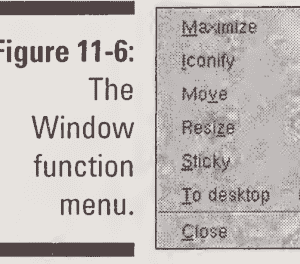 Figure 11-6:
The
Window
function
menu.
Maximize
Iconify
Move
Resize
Sticky
To desktop
Close